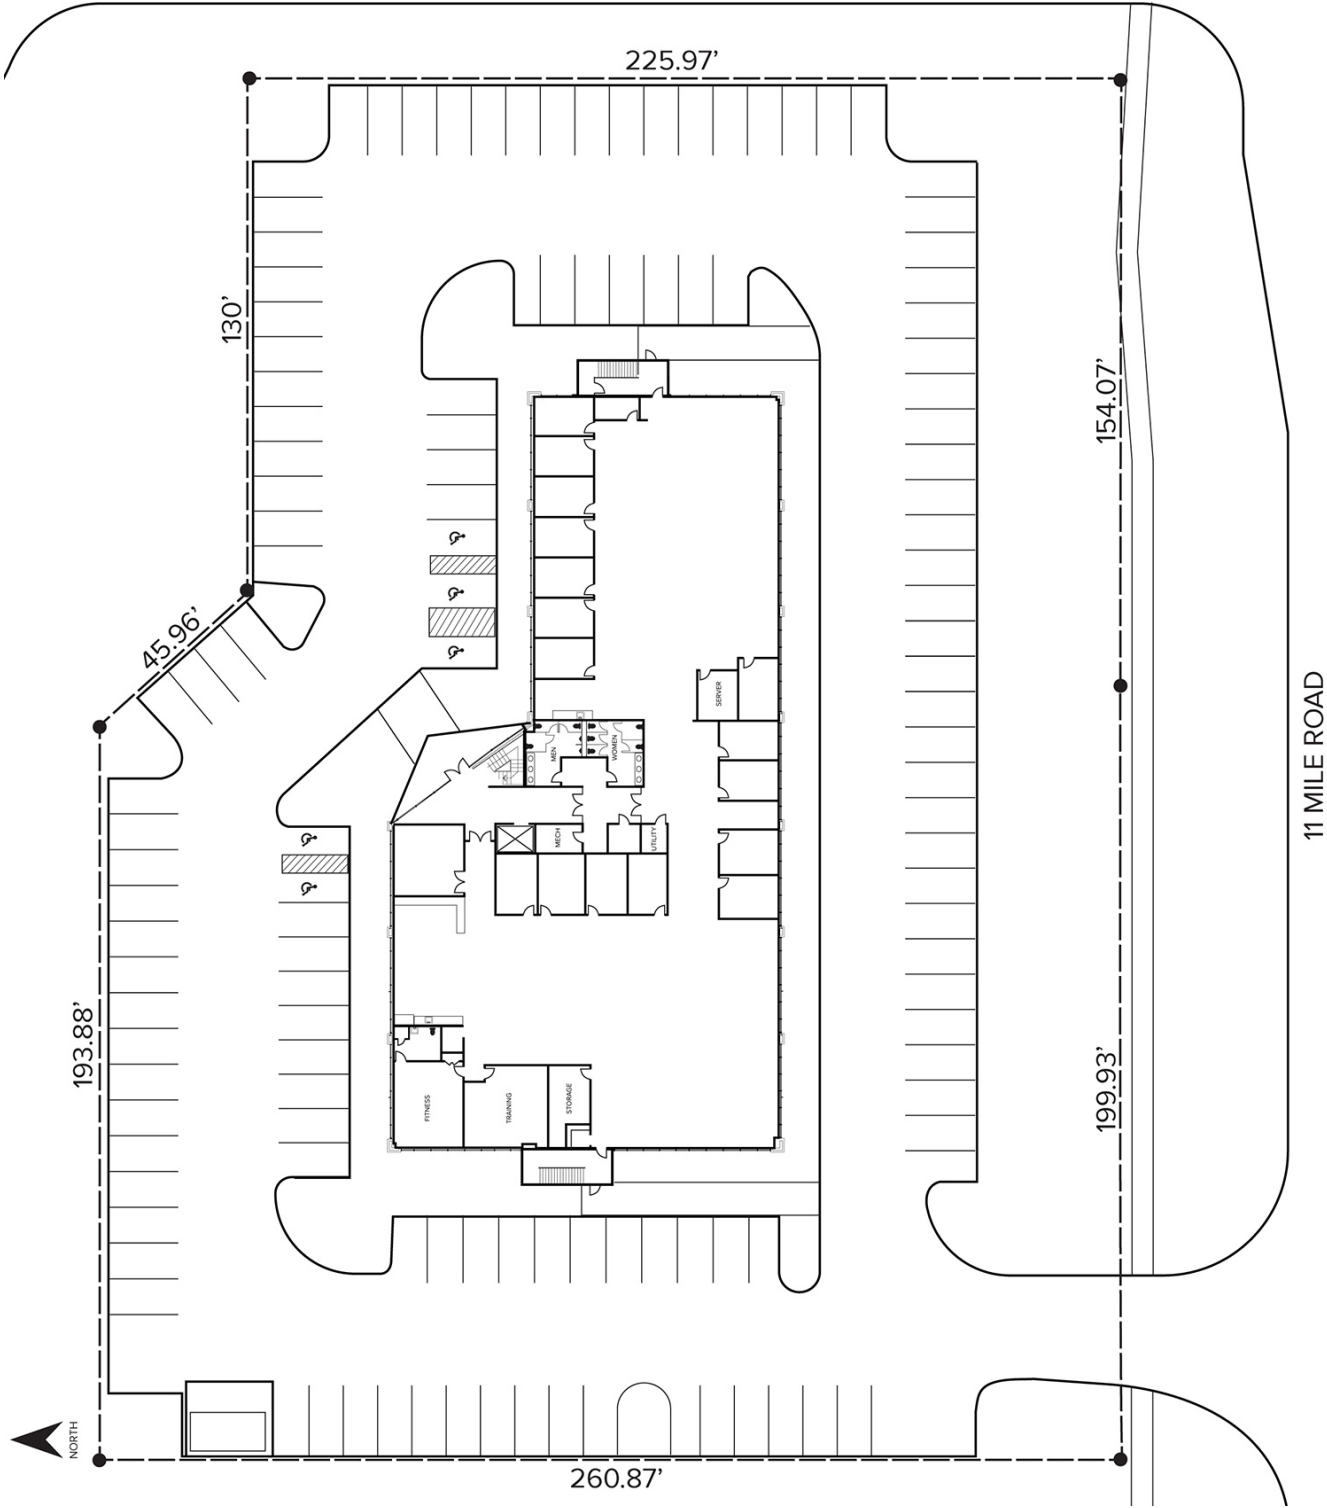 225.97’
130’
154.07’
45.96’
SERVER
11 MILE ROAD
MEN
WOMEN
MECH
UTILITY
193.88’
199.93’
FITNESS
TRAINING
STORAGE
NORTH
260.87’